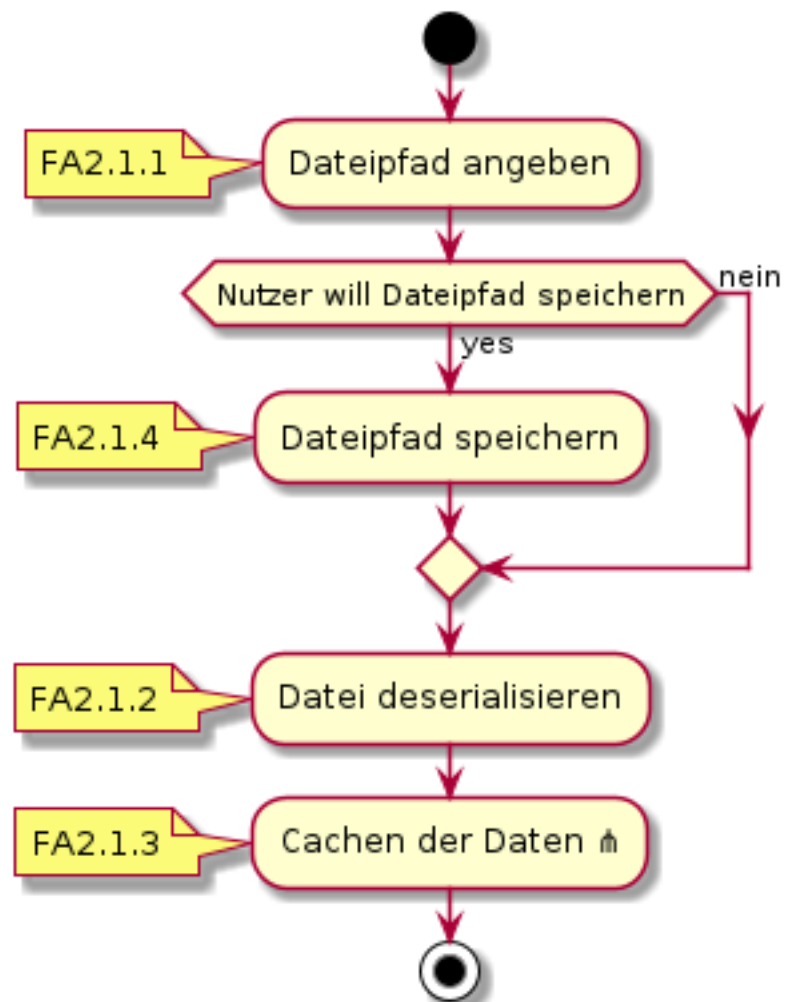 FA2.1.1
Dateipfad angeben
Nutzer will Dateipfad speichern
nein
yes
FA2.1.4
Dateipfad speichern
FA2.1.2
Datei deserialisieren
FA2.1.3
Cachen der Daten ⋔